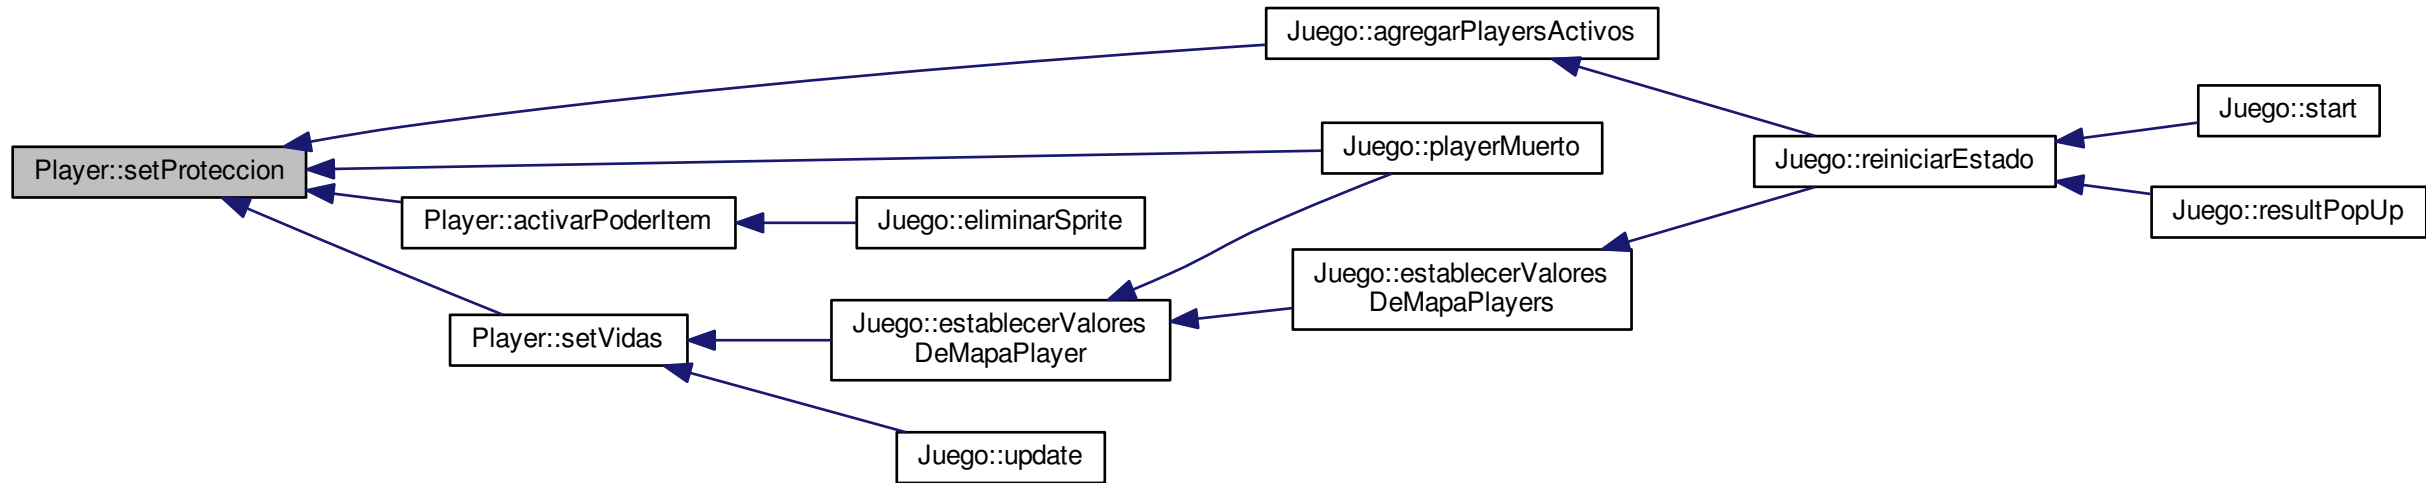 Juego::agregarPlayersActivos
Juego::start
Juego::playerMuerto
Juego::reiniciarEstado
Player::setProteccion
Juego::resultPopUp
Player::activarPoderItem
Juego::eliminarSprite
Juego::establecerValores
DeMapaPlayers
Juego::establecerValores
DeMapaPlayer
Player::setVidas
Juego::update